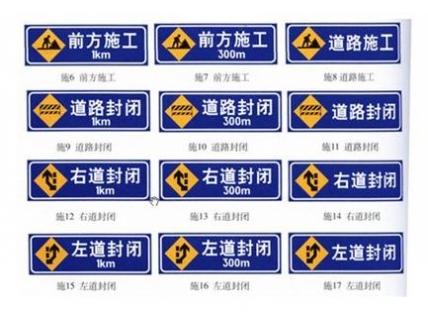 前方施工
1km
前方施工
300m
道路施工
施6 前方施工
施7 前方施工
施8 道路施工
道路封闭
1km
道路封闭
300m
道路封闭
施9 道路封闭
施10 道路封闭
施11 道路封闭
右道封闭
1km
右道封闭
300m
右道封闭
施12 右道封闭
施13 右道封闭
施14 右道封闭
左道封闭
1km
左道封闭
300m
左道封闭
施15 左道封闭
施16 左道封闭
施17 左道封闭